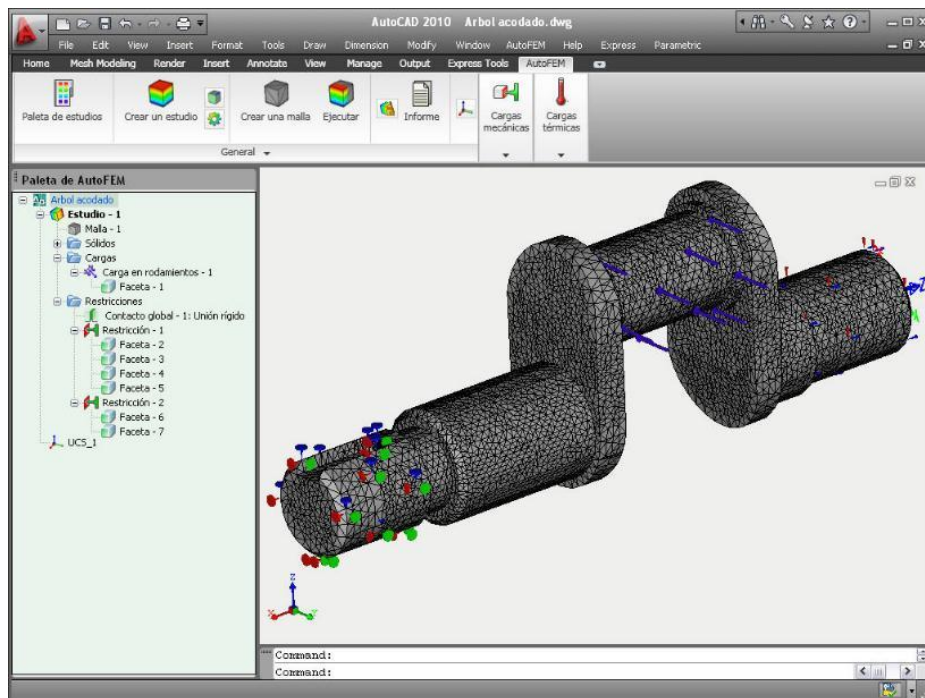 AutoCAD 2010 Arbol acodado.dwg
File Edit View Insert Format Tools Draw Dimension Modify Window AutoFEM Help Express Parametric
Home Mesh Modeling Render Insert Annotate View Manage Output Express Tools AutoFEM
Paleta de estudios Crear un estudio Crear una malla Ejecutar Informe Cargas mecánicas Cargas térmicas
General
Paleta de AutoFEM
Arbol acodado
Estudio - 1
Malla - 1
Sólidos
Cargas
Carga en rodamientos - 1
Faceta - 1
Restricciones
Contacto global - 1: Unión rígido
Restricción - 1
Faceta - 2
Faceta - 3
Faceta - 4
Faceta - 5
Restricción - 2
Faceta - 6
Faceta - 7
UCS_1
X Z Y
Command:
Command: